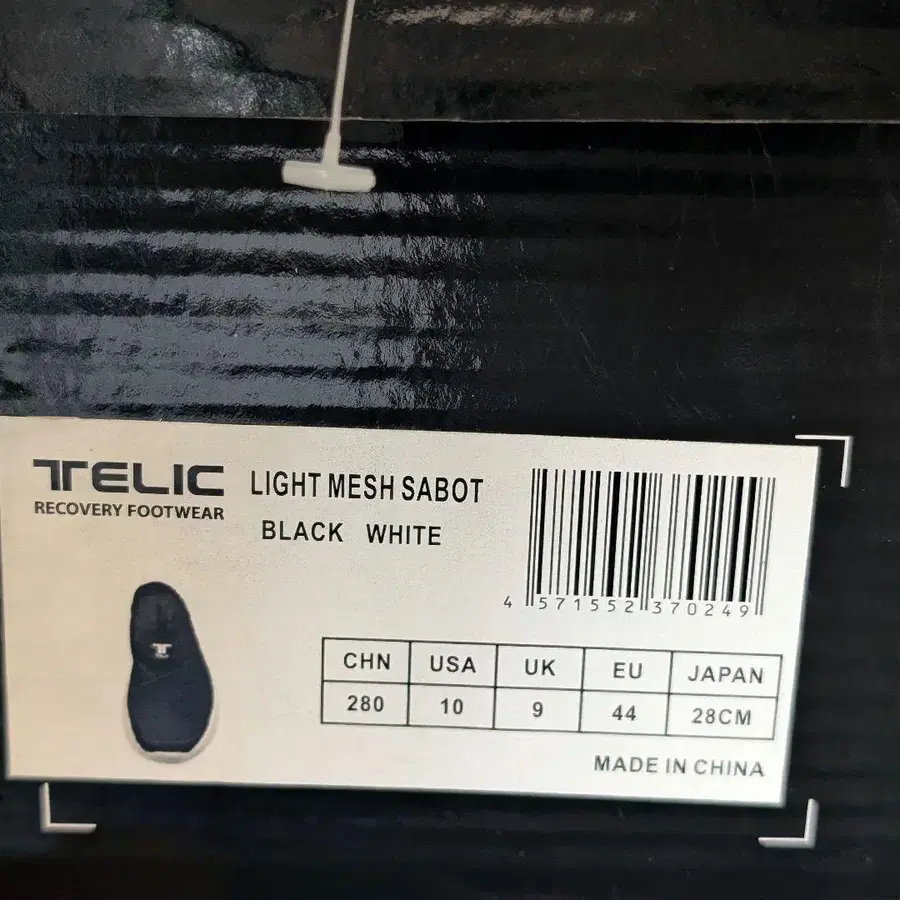 TELIC
RECOVERY FOOTWEAR
LIGHT MESH SABOT
BLACK WHITE
4 571552 370249
CHN USA UK EU JAPAN
280 10 9 44 28CM
MADE IN CHINA